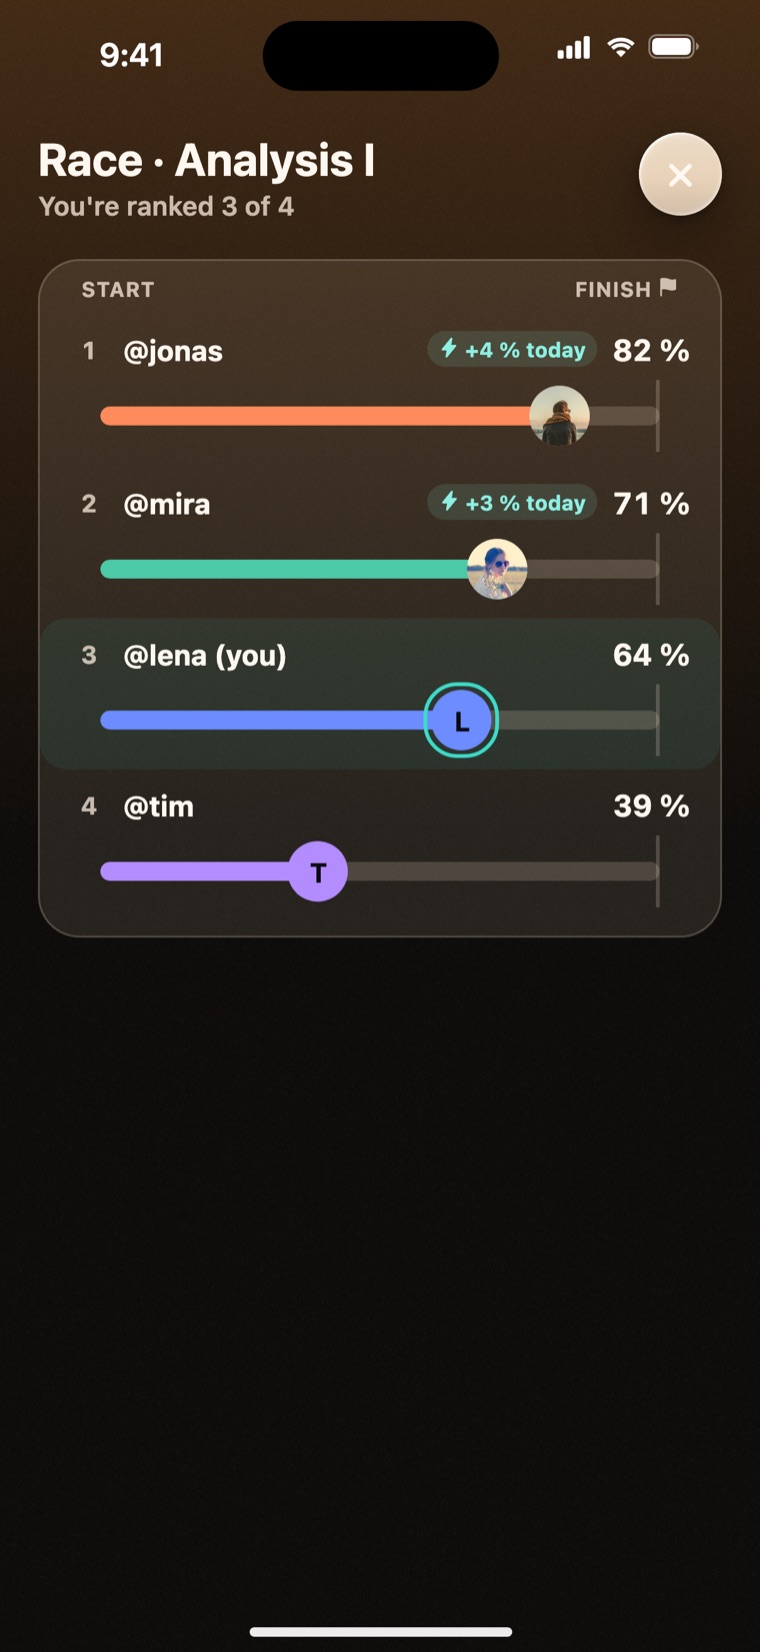 9:41
Race · Analysis I
You're ranked 3 of 4
START FINISH
1 @jonas +4 % today 82 %
2 @mira +3 % today 71 %
3 @lena (you) 64 %
L
4 @tim 39 %
T